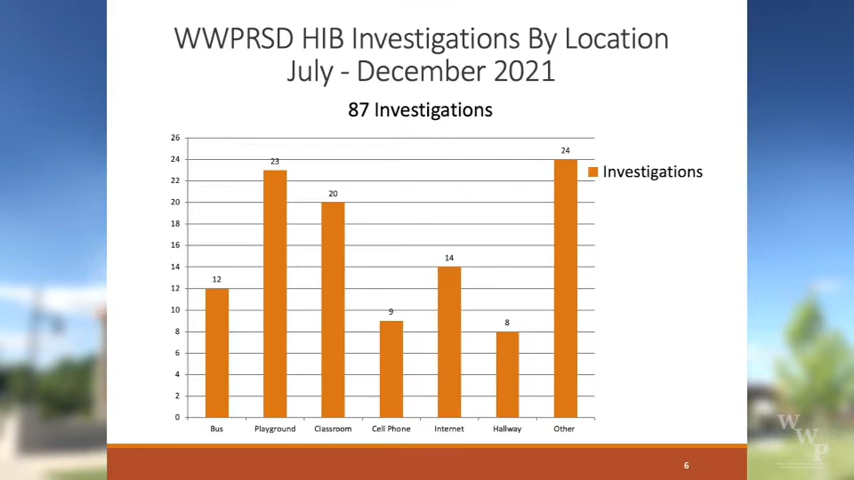 WWPRSD HIB Investigations By Location
July - December 2021
87 Investigations
26
24
22
20
18
16
14
12
10
8
6
4
2
0
12
23
20
9
14
8
24
Investigations
Bus Playground Classroom Cell Phone Internet Hallway Other
6
W
W
P